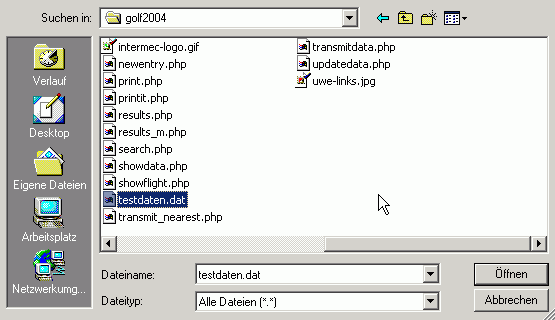 Suchen in: golf2004
Verlauf
Desktop
Eigene Dateien
Arbeitsplatz
Netzwerkumg...
intermec-logo.gif
newentry.php
print.php
printit.php
results.php
results_m.php
search.php
showdata.php
showflight.php
testdaten.dat
transmit_nearest.php
transmitdata.php
updatedata.php
uwe-links.jpg
Dateiname: testdaten.dat Öffnen
Dateityp: Alle Dateien (*.*) Abbrechen